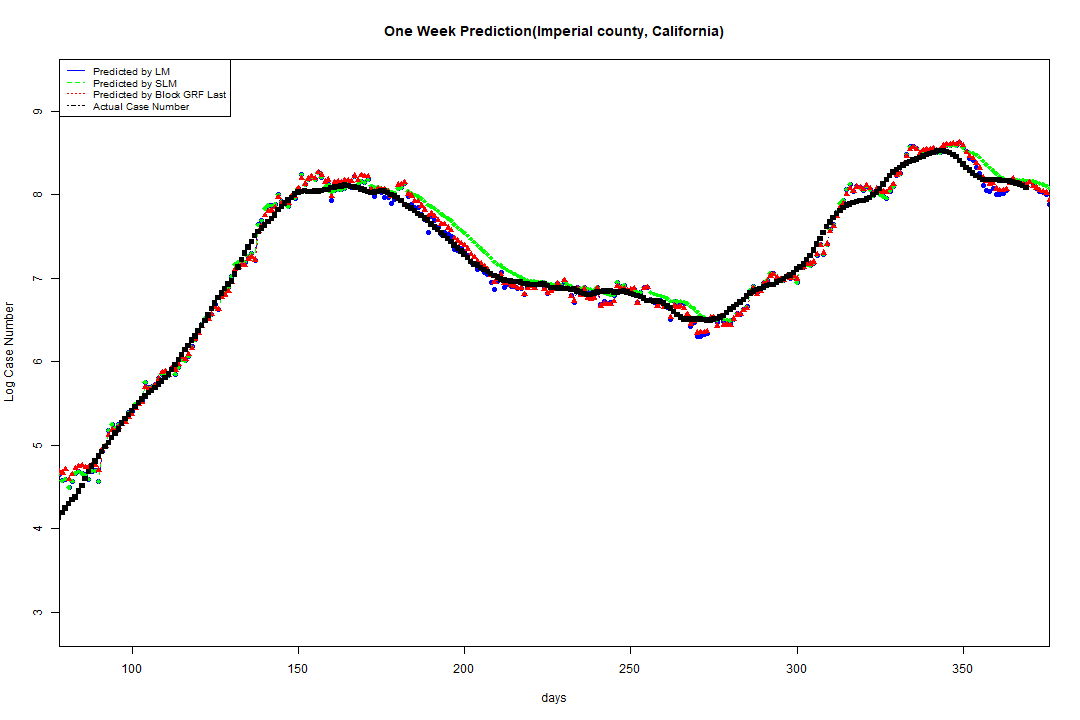 One Week Prediction(Imperial county, California)
Predicted by LM
Predicted by SLM
Predicted by Block GRF Last
Actual Case Number
9
8
7
6
5
4
3
Log Case Number
100 150 200 250 300 350
days